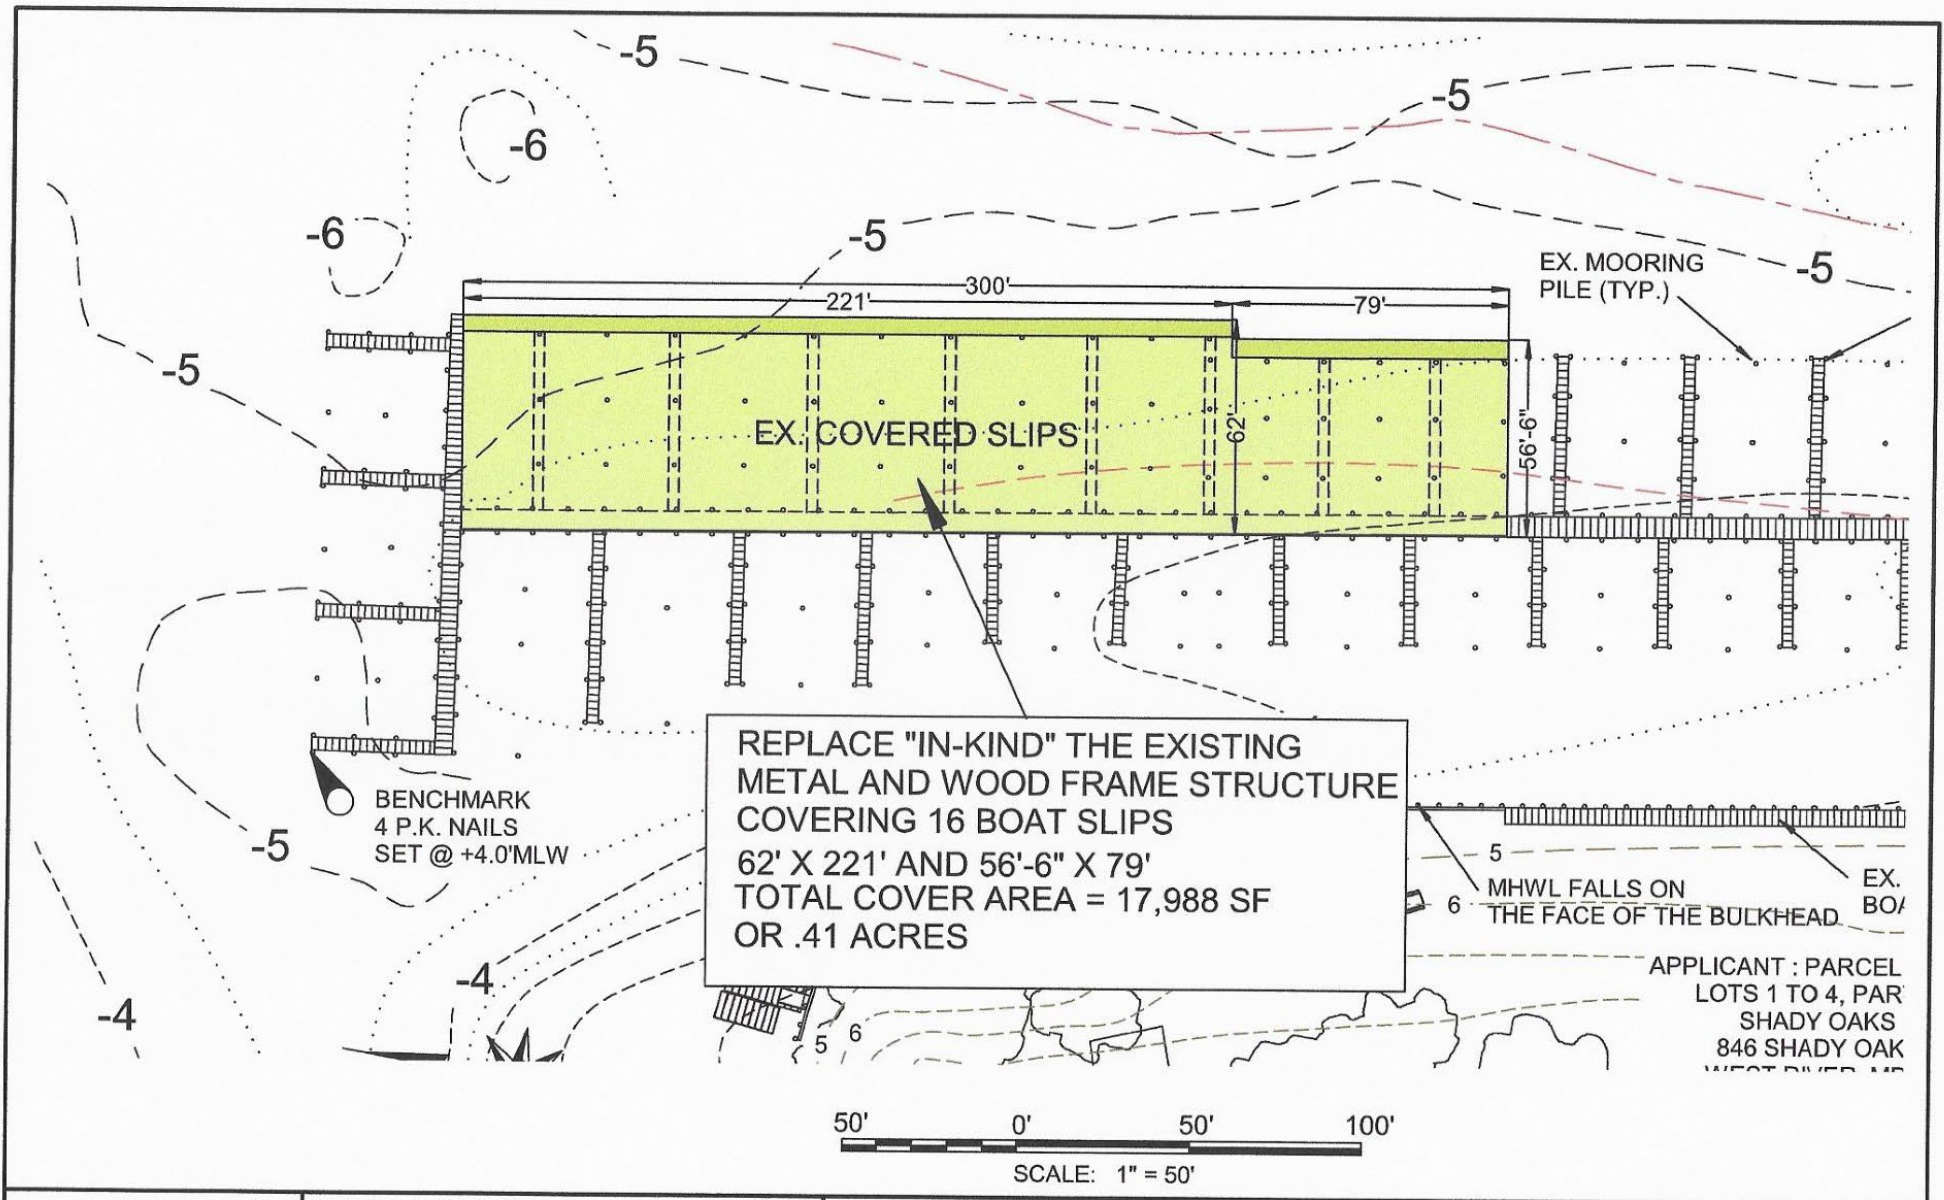 -5
-5
-6
-6
-5
-5
300'
221'
79'
EX. MOORING
PILE (TYP.)
-5
EX. COVERED SLIPS
62'
56'-6"
REPLACE "IN-KIND" THE EXISTING
METAL AND WOOD FRAME STRUCTURE
COVERING 16 BOAT SLIPS
62' X 221' AND 56'-6" X 79'
TOTAL COVER AREA = 17,988 SF
OR .41 ACRES
BENCHMARK
4 P.K. NAILS
SET @ +4.0'MLW
-5
-4
-4
5
6
MHWL FALLS ON
THE FACE OF THE BULKHEAD
EX.
BOA
5
6
APPLICANT : PARCEL
LOTS 1 TO 4, PAR
SHADY OAKS
846 SHADY OAK
WEST RIVER, MD
50'
0'
50'
100'
SCALE: 1" = 50'